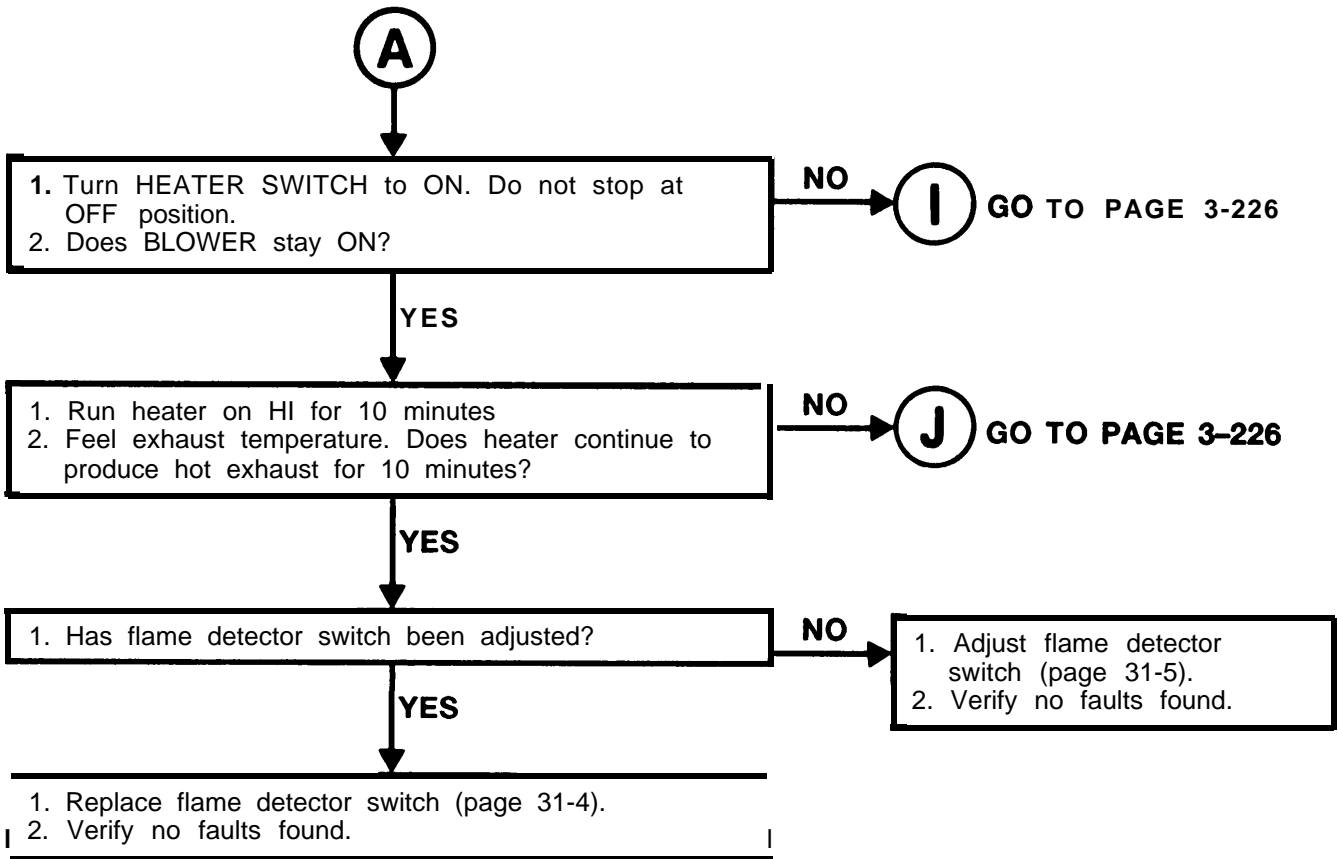 A
1. Turn HEATER SWITCH to ON. Do not stop at
OFF position.
2. Does BLOWER stay ON?
NO
I GO TO PAGE 3-226
YES
1. Run heater on HI for 10 minutes
2. Feel exhaust temperature. Does heater continue to
produce hot exhaust for 10 minutes?
NO
J GO TO PAGE 3-226
YES
1. Has flame detector switch been adjusted?
NO
1. Adjust flame detector
switch (page 31-5).
2. Verify no faults found.
YES
1. Replace flame detector switch (page 31-4).
2. Verify no faults found.